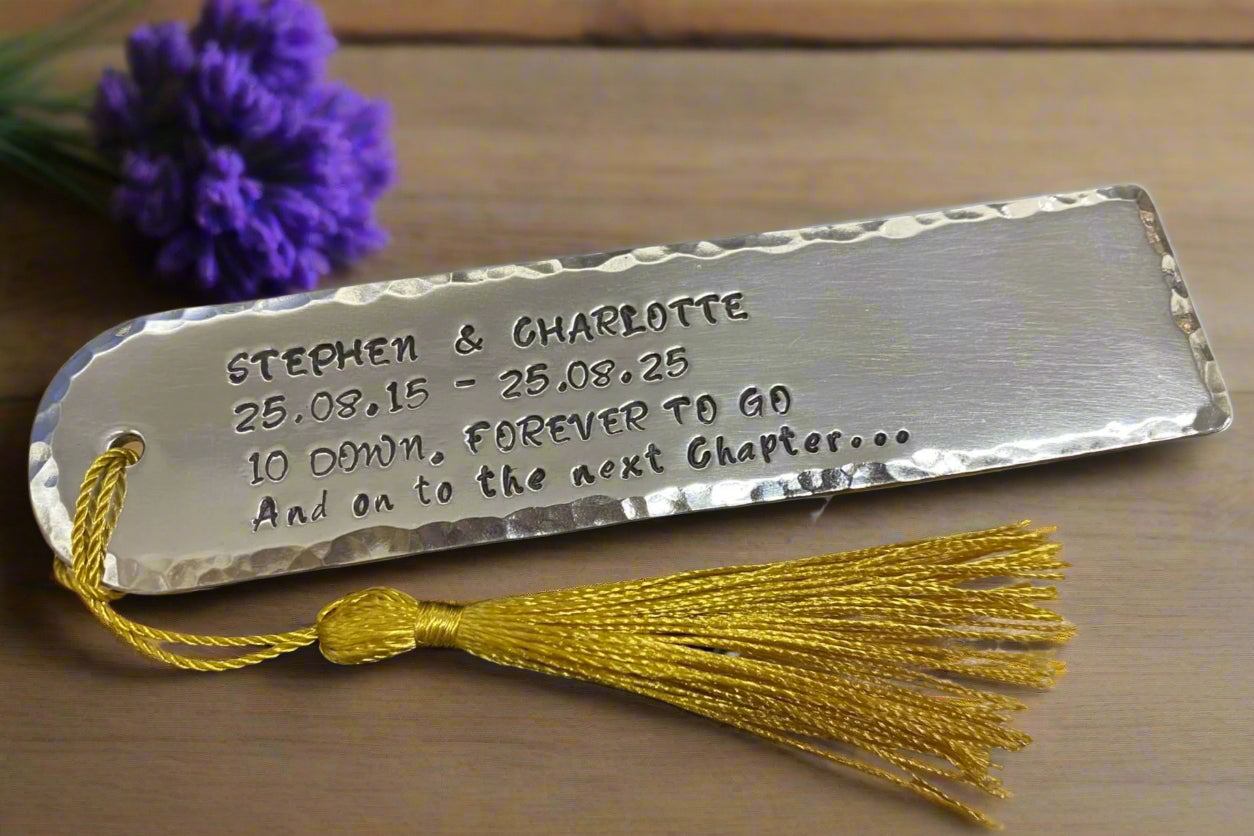 STEPHEN & CHARLOTTE
25.08.15 - 25.08.25
10 DOWN. FOREVER TO GO
And on to the next Chapter...